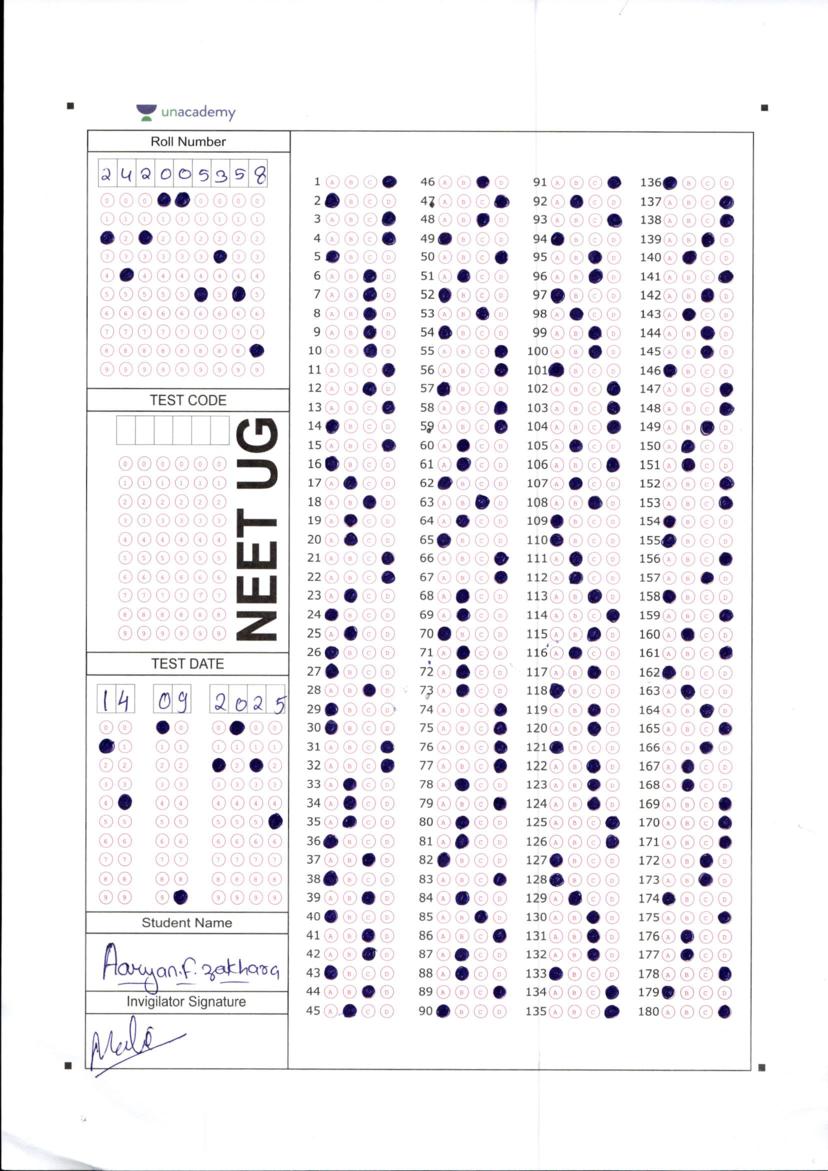 unacademy
Roll Number
2 4 2 0 0 5 3 5 8
TEST CODE
NEET UG
TEST DATE
14 09 2025
Student Name
Aaryan.F. zakhara
Invigilator Signature
1 A B C 46 A B D 91 A B C 136 B C D
2 B C D 47 A B C 92 A C D 137 A B C
3 A B C 48 A B D 93 A B C 138 A B C
4 A B C 49 B C D 94 B C D 139 A B D
5 B C D 50 A B C 95 A B D 140 A C D
6 A B D 51 A C D 96 A B D 141 A B C
7 A B D 52 B C D 97 B C D 142 A B D
8 A B D 53 A B D 98 A C D 143 A C D
9 A B D 54 B C D 99 A B D 144 A B D
10 A B D 55 A B C 100 A B D 145 A B D
11 A B C 56 A B C 101 B C D 146 B C D
12 A B D 57 B C D 102 A B C 147 A B C
13 A B C 58 A B C 103 A B C 148 A B C
14 B C D 59 A B C 104 A B C 149 A B D
15 A B C 60 A C D 105 A C D 150 A C D
16 B C D 61 A C D 106 A B C 151 A C D
17 A C D 62 B C D 107 A C D 152 A B C
18 A B D 63 A B D 108 A B D 153 A B C
19 A C D 64 A C D 109 B C D 154 B C D
20 A C D 65 B C D 110 B C D 155 B C D
21 A B C 66 A B C 111 A C D 156 A B C
22 A B C 67 A B C 112 A C D 157 A B D
23 A C D 68 A C D 113 A B D 158 B C D
24 B C D 69 A C D 114 A B C 159 A B C
25 A C D 70 B C D 115 A B D 160 A C D
26 B C D 71 A C D 116 A C D 161 A B C
27 B C D 72 A C D 117 A B D 162 B C D
28 A B D 73 A C D 118 B C D 163 A C D
29 B C D 74 A B C 119 A B D 164 A B D
30 B C D 75 A B C 120 A B D 165 A B C
31 A B C 76 A B C 121 B C D 166 A B D
32 A B C 77 A B C 122 A B D 167 A C D
33 A C D 78 A C D 123 A B D 168 A C D
34 A C D 79 A B C 124 A B D 169 A B C
35 A C D 80 A C D 125 A B C 170 A B C
36 B C D 81 A C D 126 A B C 171 A B C
37 A B D 82 B C D 127 B C D 172 A B D
38 B C D 83 A B C 128 B C D 173 A B D
39 A B D 84 A C D 129 A C D 174 B C D
40 B C D 85 A B D 130 A B D 175 A B C
41 A B D 86 A B C 131 A B D 176 A C D
42 A B D 87 A C D 132 A B D 177 A C D
43 B C D 88 A C D 133 B C D 178 A B C
44 A B D 89 A B C 134 A B C 179 B C D
45 A C D 90 B C D 135 A B C 180 A B C